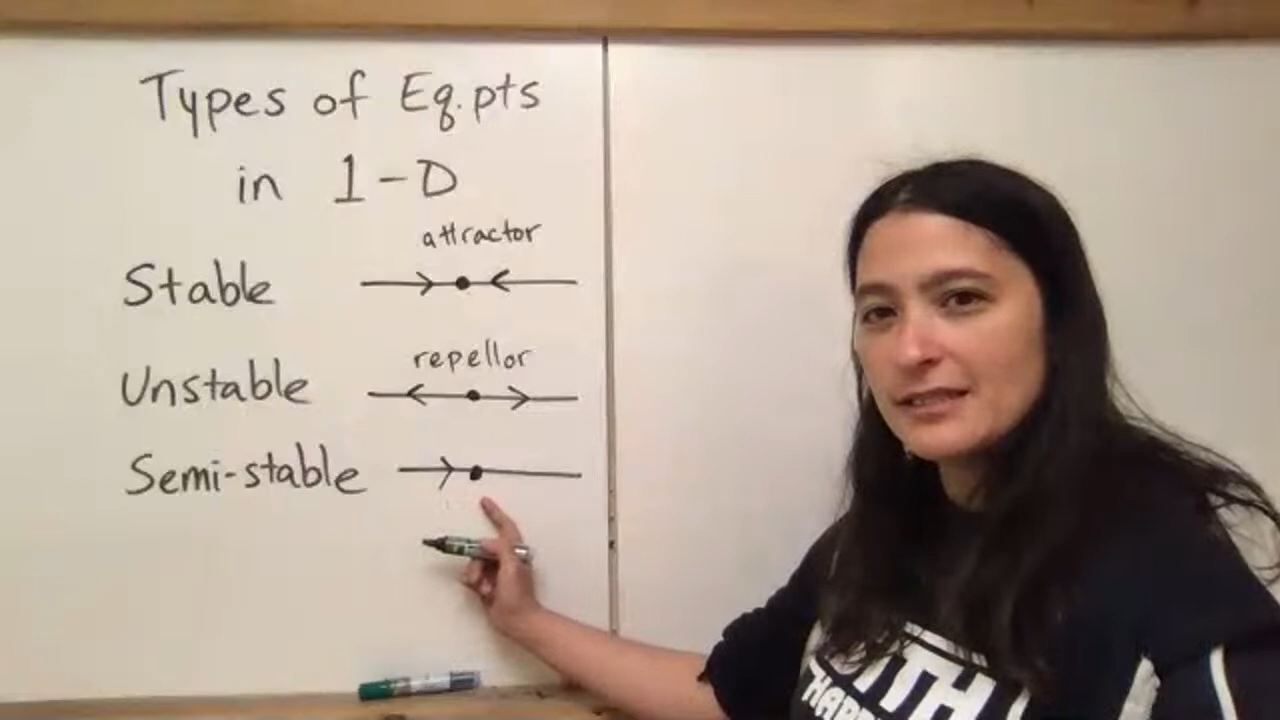 Types of Eq.pts
in 1-D
attractor
Stable
repellor
Unstable
Semi-stable